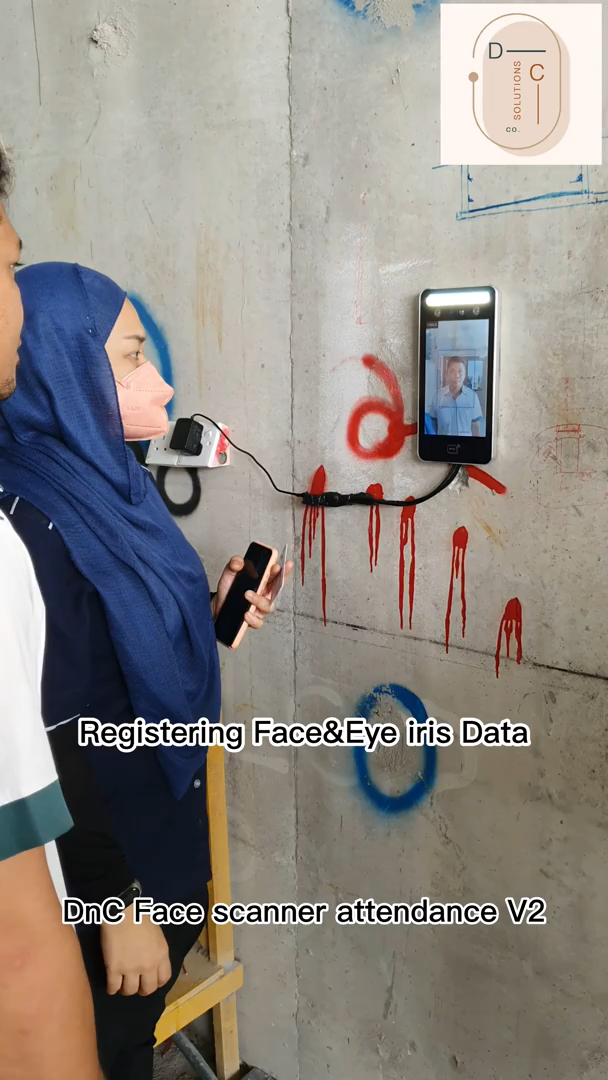 D
C
SOLUTIONS
CO.
Registering Face&Eye iris Data
DnC Face scanner attendance V2